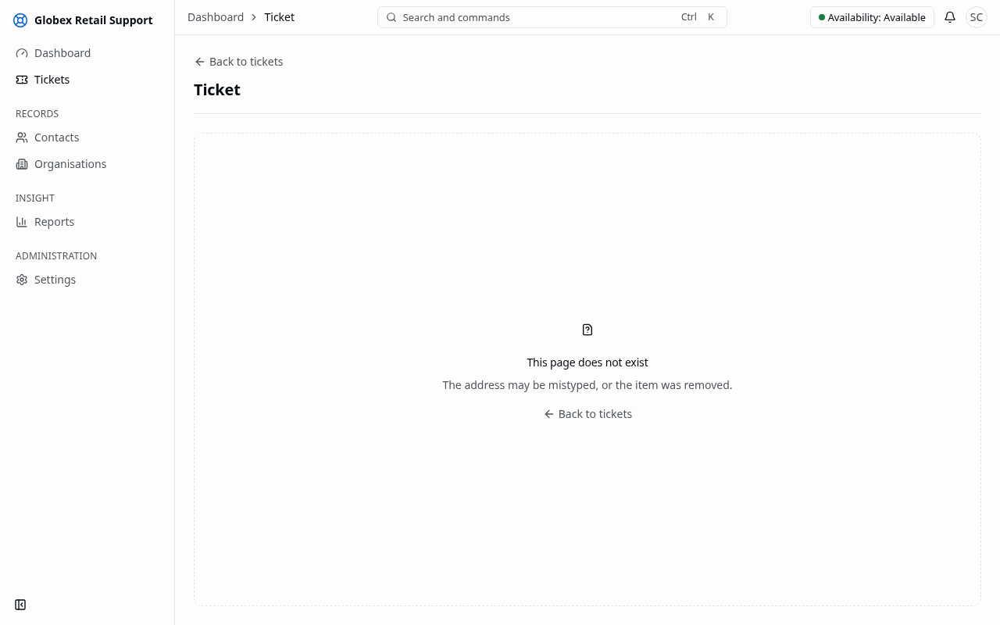 Globex Retail Support
Dashboard
Tickets
RECORDS
Contacts
Organisations
INSIGHT
Reports
ADMINISTRATION
Settings
Dashboard > Ticket
Search and commands Ctrl K
Availability: Available
SC
Back to tickets
Ticket
This page does not exist
The address may be mistyped, or the item was removed.
Back to tickets